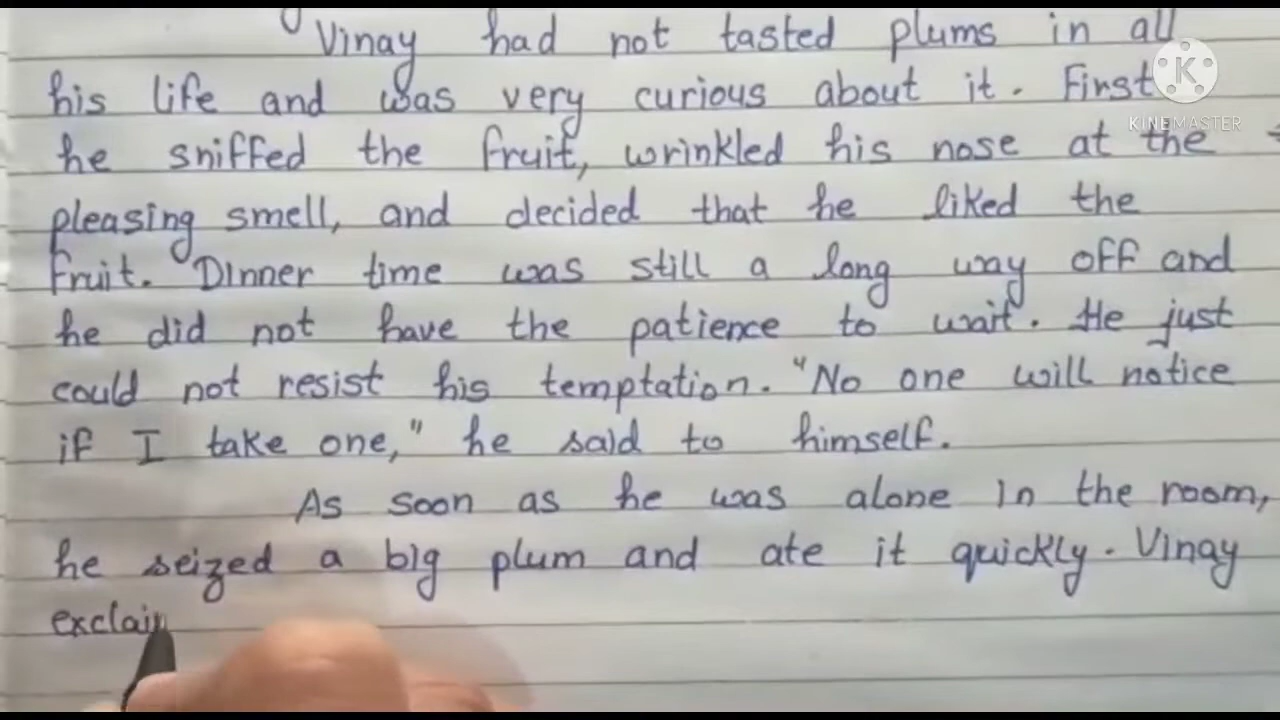 Vinay had not tasted plums in all
his life and was very curious about it. First
he sniffed the fruit, wrinkled his nose at the
pleasing smell, and decided that he liked the
fruit. Dinner time was still a long way off and
he did not have the patience to wait. He just
could not resist his temptation. "No one will notice
if I take one," he said to himself.
As soon as he was alone in the room,
he seized a big plum and ate it quickly. Vinay
exclaim
K
KINEMASTER